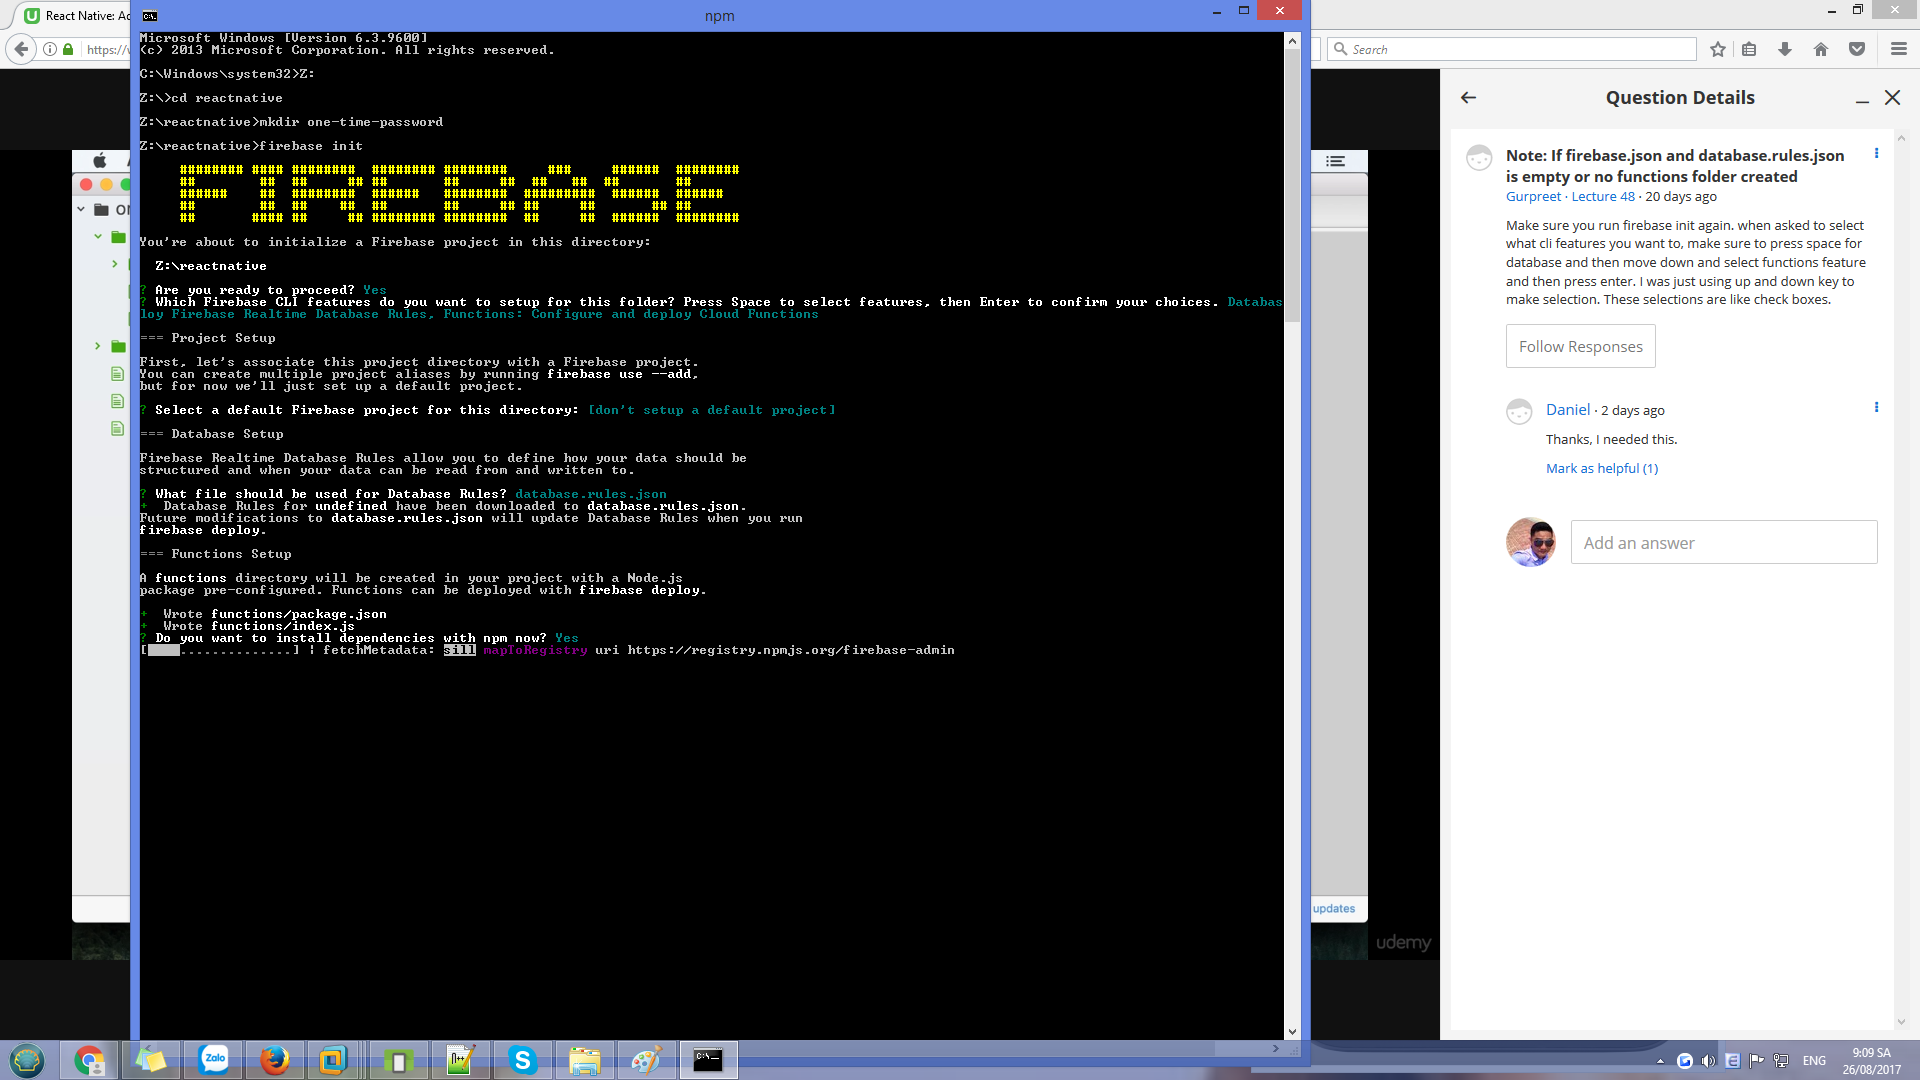 React Native: Ad
npm
https://w
Search
Microsoft Windows [Version 6.3.9600]
(c) 2013 Microsoft Corporation. All rights reserved.
C:\Windows\system32>Z:
Z:\>cd reactnative
Z:\reactnative>mkdir one-time-password
Z:\reactnative>firebase init
FIREBASE
You're about to initialize a Firebase project in this directory:
Z:\reactnative
? Are you ready to proceed? Yes
? Which Firebase CLI features do you want to setup for this folder? Press Space to select features, then Enter to confirm your choices. Databas
loy Firebase Realtime Database Rules, Functions: Configure and deploy Cloud Functions
=== Project Setup
First, let's associate this project directory with a Firebase project.
You can create multiple project aliases by running firebase use --add,
but for now we'll just set up a default project.
? Select a default Firebase project for this directory: [don't setup a default project]
=== Database Setup
Firebase Realtime Database Rules allow you to define how your data should be
structured and when your data can be read from and written to.
? What file should be used for Database Rules? database.rules.json
+  Database Rules for undefined have been downloaded to database.rules.json.
Future modifications to database.rules.json will update Database Rules when you run
firebase deploy.
=== Functions Setup
A functions directory will be created in your project with a Node.js
package pre-configured. Functions can be deployed with firebase deploy.
+  Wrote functions/package.json
+  Wrote functions/index.js
? Do you want to install dependencies with npm now? Yes
[    ..............] | fetchMetadata: sill mapToRegistry uri https://registry.npmjs.org/firebase-admin
ON
updates
udemy
Question Details
Note: If firebase.json and database.rules.json
is empty or no functions folder created
Gurpreet · Lecture 48 · 20 days ago
Make sure you run firebase init again. when asked to select
what cli features you want to, make sure to press space for
database and then move down and select functions feature
and then press enter. I was just using up and down key to
make selection. These selections are like check boxes.
Follow Responses
Daniel · 2 days ago
Thanks, I needed this.
Mark as helpful (1)
Add an answer
Zalo
ENG
9:09 SA
26/08/2017